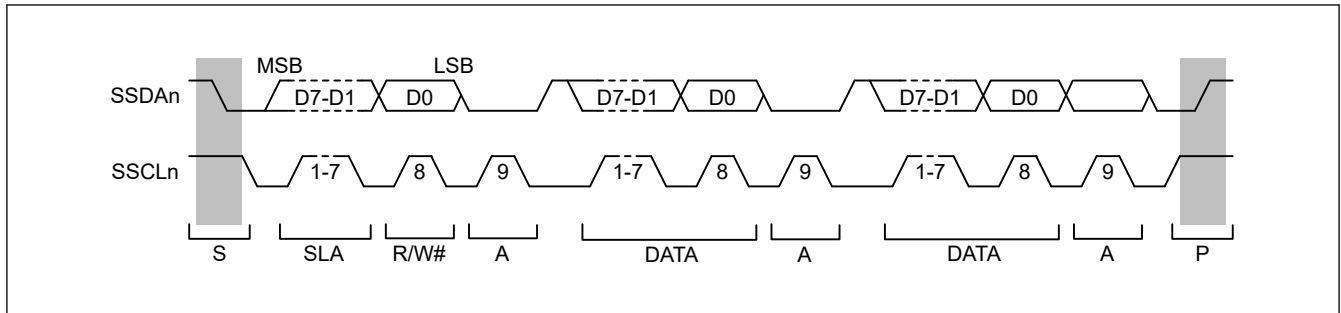 MSB LSB
SSDAn D7-D1 D0 D7-D1 D0 D7-D1 D0
SSCLn 1-7 8 9 1-7 8 9 1-7 8 9
S SLA R/W# A DATA A DATA A P